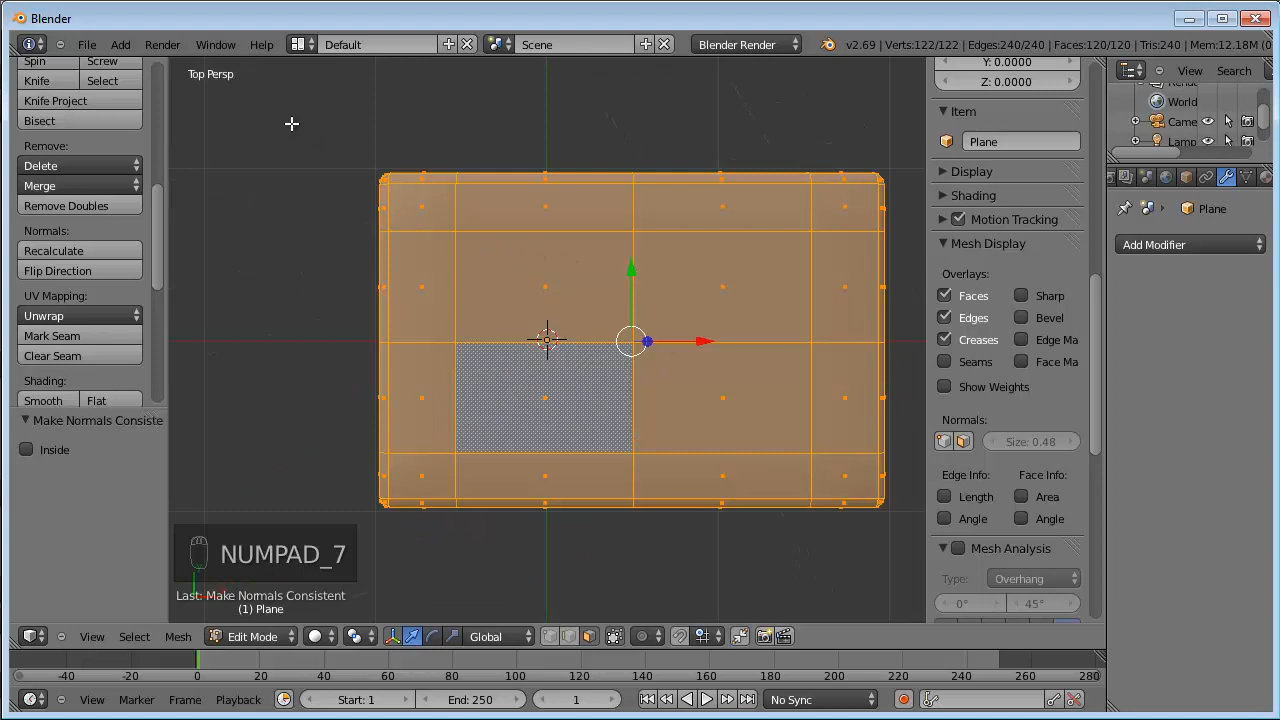 Blender
File Add Render Window Help Default Scene Blender Render v2.69 | Verts:122/122 | Edges:240/240 | Faces:120/120 | Tris:240 | Mem:12.18M (0
Spin Screw
Knife Select
Knife Project
Bisect
Remove:
Delete
Merge
Remove Doubles
Normals:
Recalculate
Flip Direction
UV Mapping:
Unwrap
Mark Seam
Clear Seam
Shading:
Smooth Flat
Make Normals Consiste
Inside
Top Persp
NUMPAD_7
Last: Make Normals Consistent
(1) Plane
Y: 0.0000
Z: 0.0000
Item
Plane
Display
Shading
Motion Tracking
Mesh Display
Overlays:
Faces Sharp
Edges Bevel
Creases Edge Ma
Seams Face Ma
Show Weights
Normals:
Size: 0.48
Edge Info: Face Info:
Length Area
Angle Angle
Mesh Analysis
Type: Overhang
0° 45°
View Search
World
Came
Lamp
Plane
Add Modifier
View Select Mesh Edit Mode Global
-40 -20 0 20 40 60 80 100 120 140 160 180 200 220 240 260 280
View Marker Frame Playback Start: 1 End: 250 1 No Sync